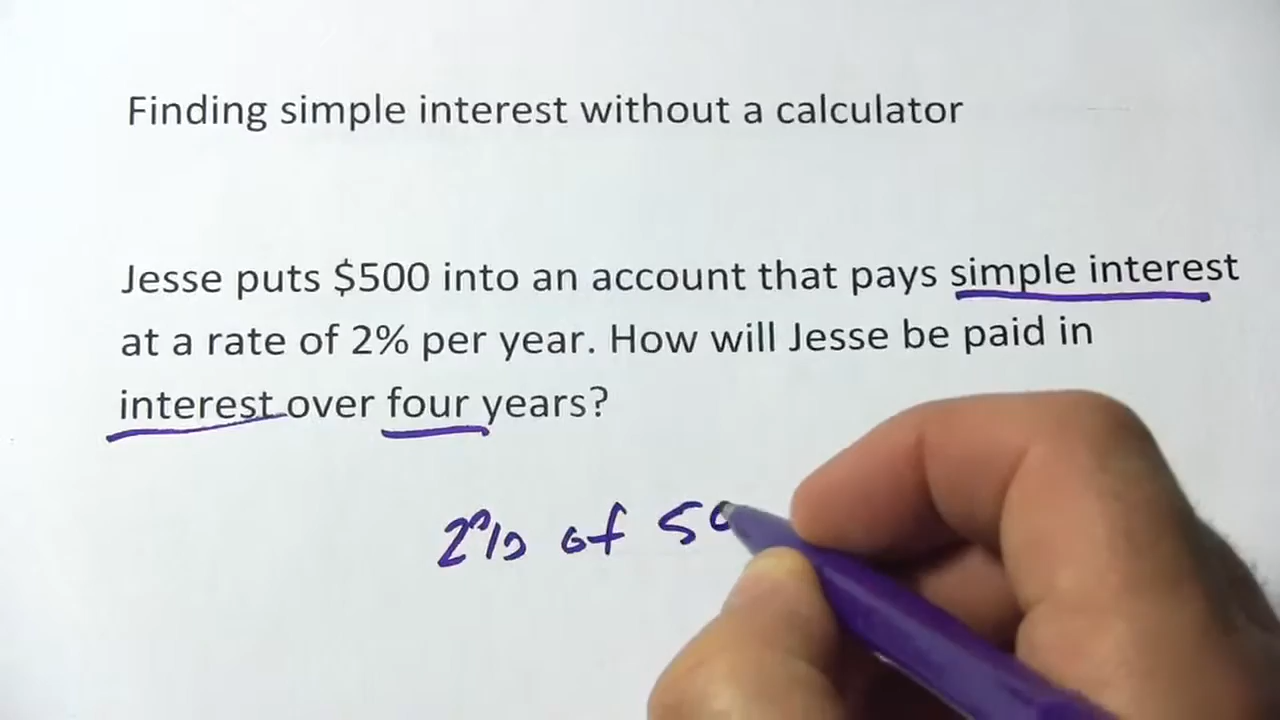 Finding simple interest without a calculator
Jesse puts $500 into an account that pays simple interest
at a rate of 2% per year. How will Jesse be paid in
interest over four years?
2% of 50